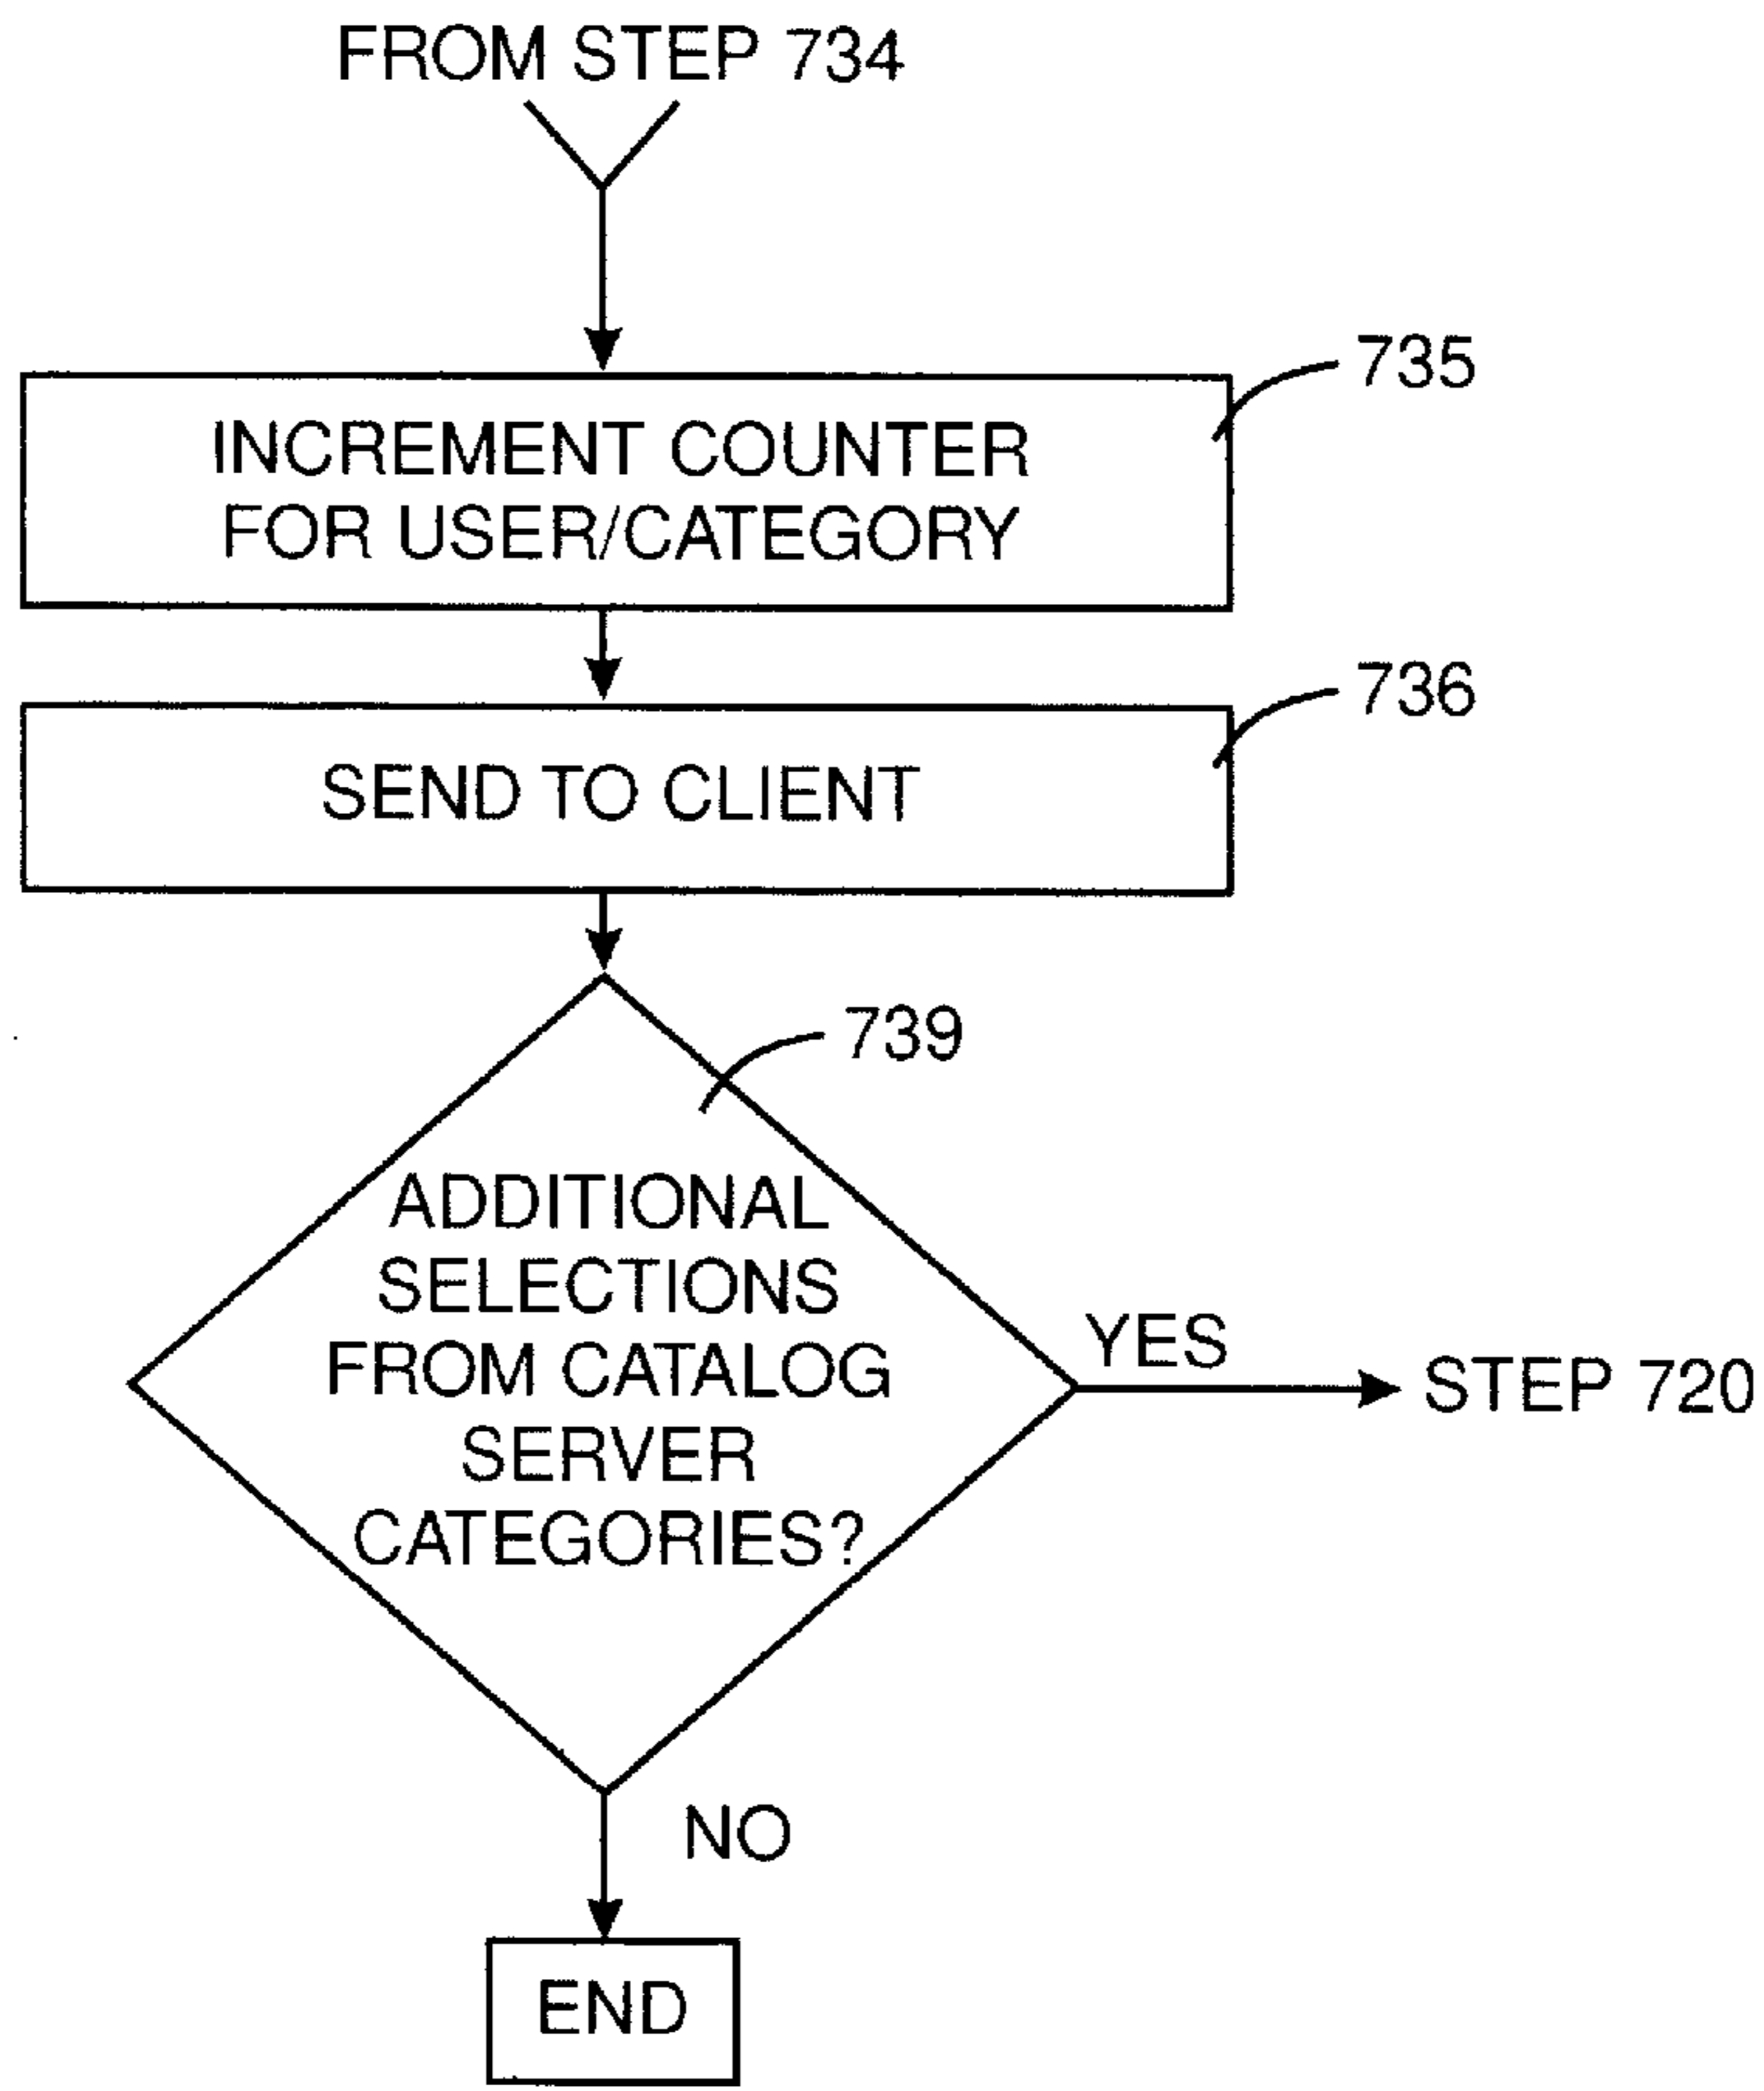 FROM STEP 734
735
INCREMENT COUNTER
FOR USER/CATEGORY
736
SEND TO CLIENT
739
ADDITIONAL
SELECTIONS
FROM CATALOG
SERVER
CATEGORIES?
YES
STEP 720
NO
END